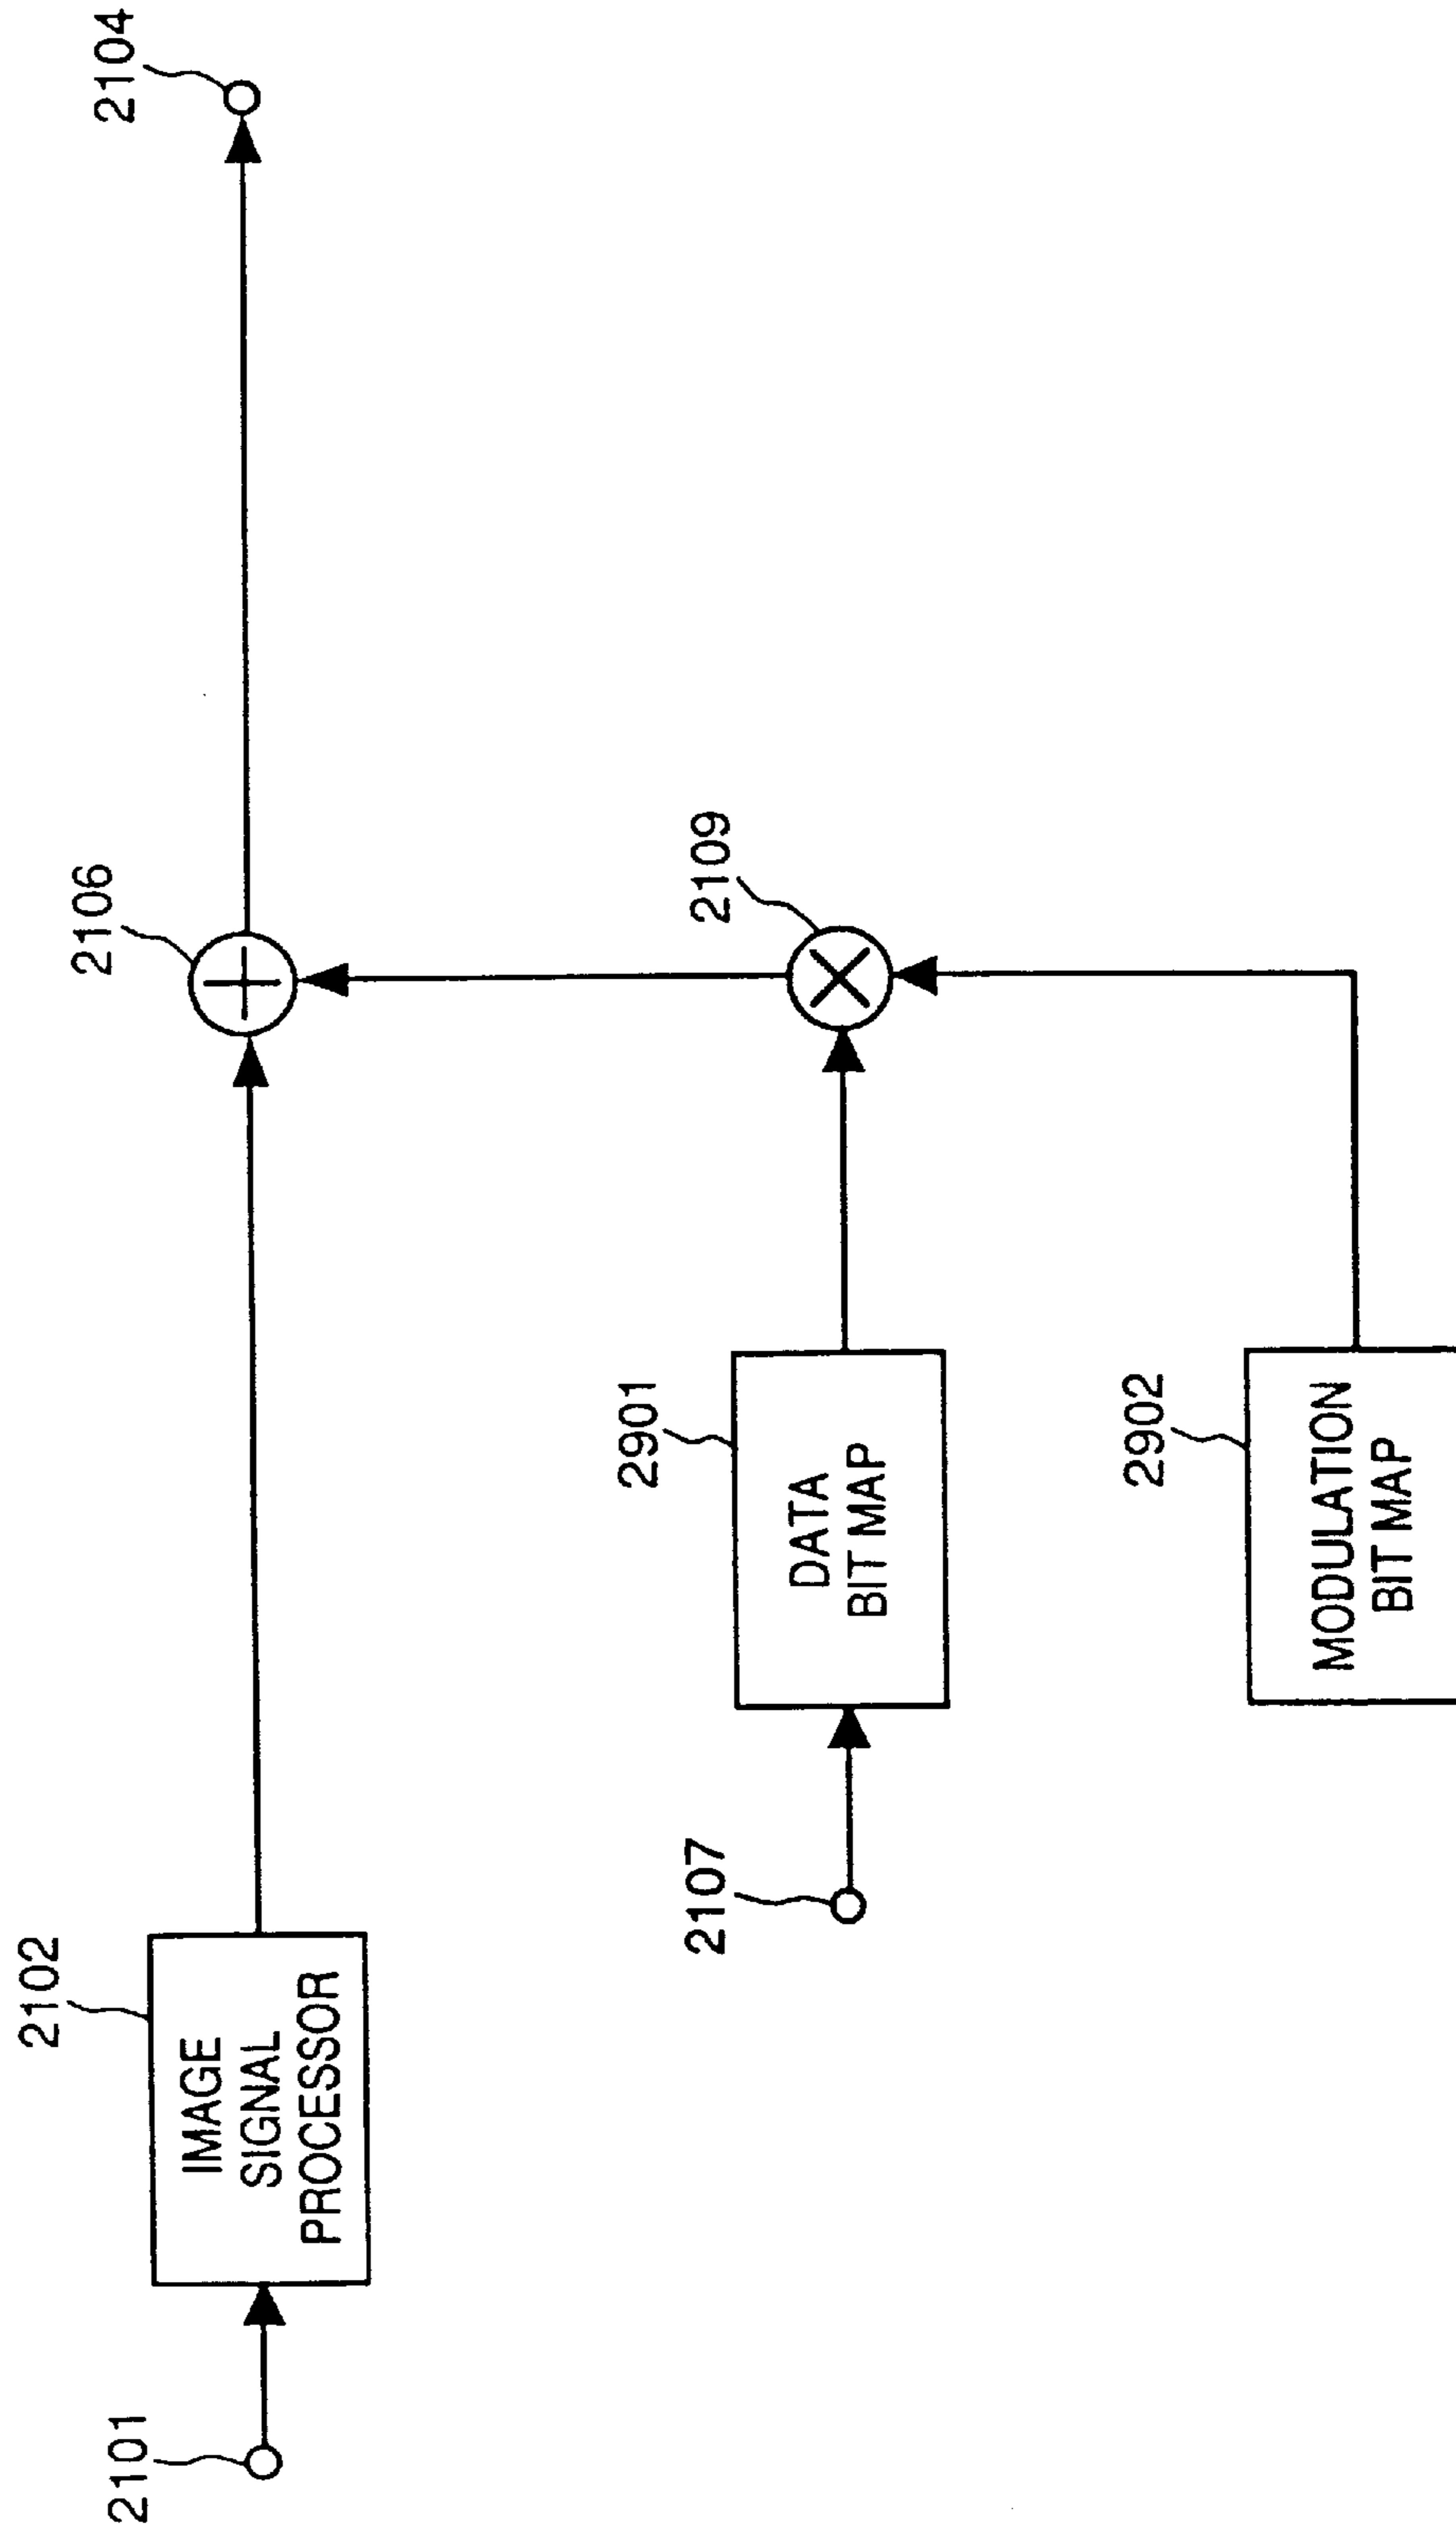 2101
2102
IMAGE
SIGNAL
PROCESSOR
2106
2104
2107
2901
DATA
BIT MAP
2109
2902
MODULATION
BIT MAP